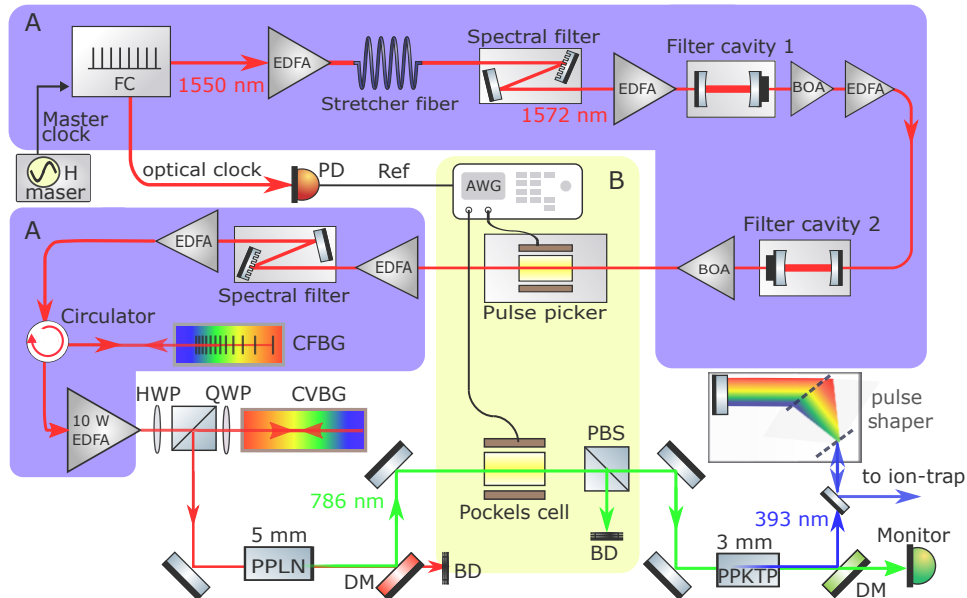 A
FC
1550 nm
EDFA
Stretcher fiber
Spectral filter
1572 nm
EDFA
Filter cavity 1
BOA
EDFA
Master
clock
H
maser
optical clock
PD
Ref
AWG
B
A
EDFA
Spectral filter
EDFA
Pulse picker
BOA
Filter cavity 2
Circulator
CFBG
10 W
EDFA
HWP
QWP
CVBG
786 nm
Pockels cell
PBS
BD
pulse
shaper
to ion-trap
393 nm
5 mm
PPLN
DM
BD
3 mm
PPKTP
DM
Monitor